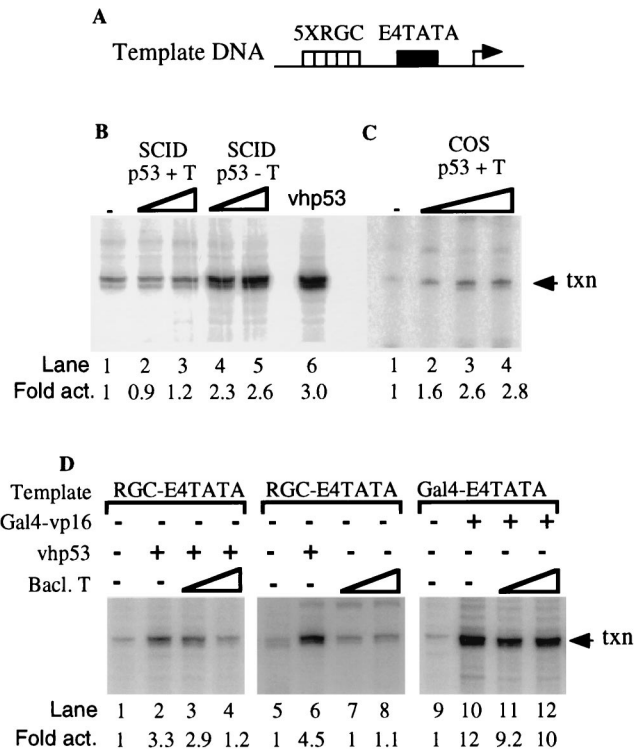 A
5XRGC E4TATA
Template DNA
B
SCID p53 + T
SCID p53 - T
vhp53
-
C
COS p53 + T
-
txn
Lane 1 2 3 4 5 6
Fold act. 1 0.9 1.2 2.3 2.6 3.0
1 2 3 4
1 1.6 2.6 2.8
D
Template RGC-E4TATA RGC-E4TATA Gal4-E4TATA
Gal4-vp16 - - - - - - - - - + + +
vhp53 - + + + - + - - - - - -
Bacl. T - - - - - -
txn
Lane 1 2 3 4 5 6 7 8 9 10 11 12
Fold act. 1 3.3 2.9 1.2 1 4.5 1 1.1 1 12 9.2 10